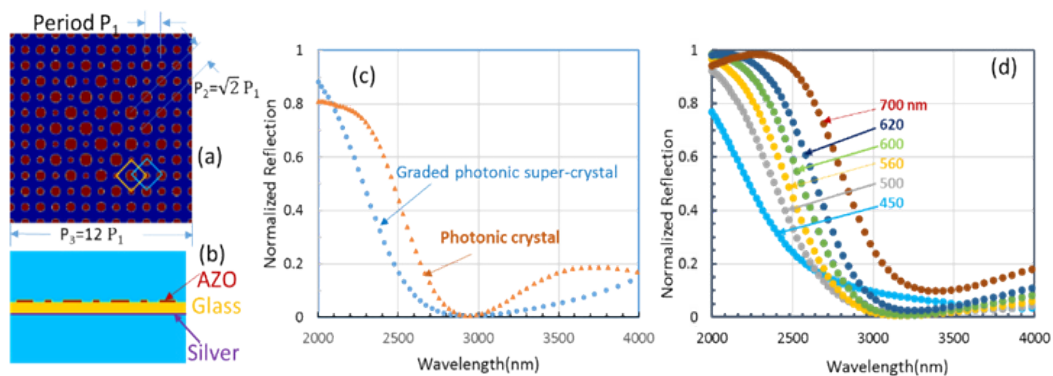 Period P₁
P₂=√2 P₁
(a)
P₃=12 P₁
(b)
AZO
Glass
Silver
(c)
Normalized Reflection
1
0.8
0.6
0.4
0.2
0
Graded photonic super-crystal
Photonic crystal
2000 2500 3000 3500 4000
Wavelength(nm)
(d)
Normalized Reflection
1
0.8
0.6
0.4
0.2
0
700 nm
620
600
560
500
450
2000 2500 3000 3500 4000
Wavelength(nm)